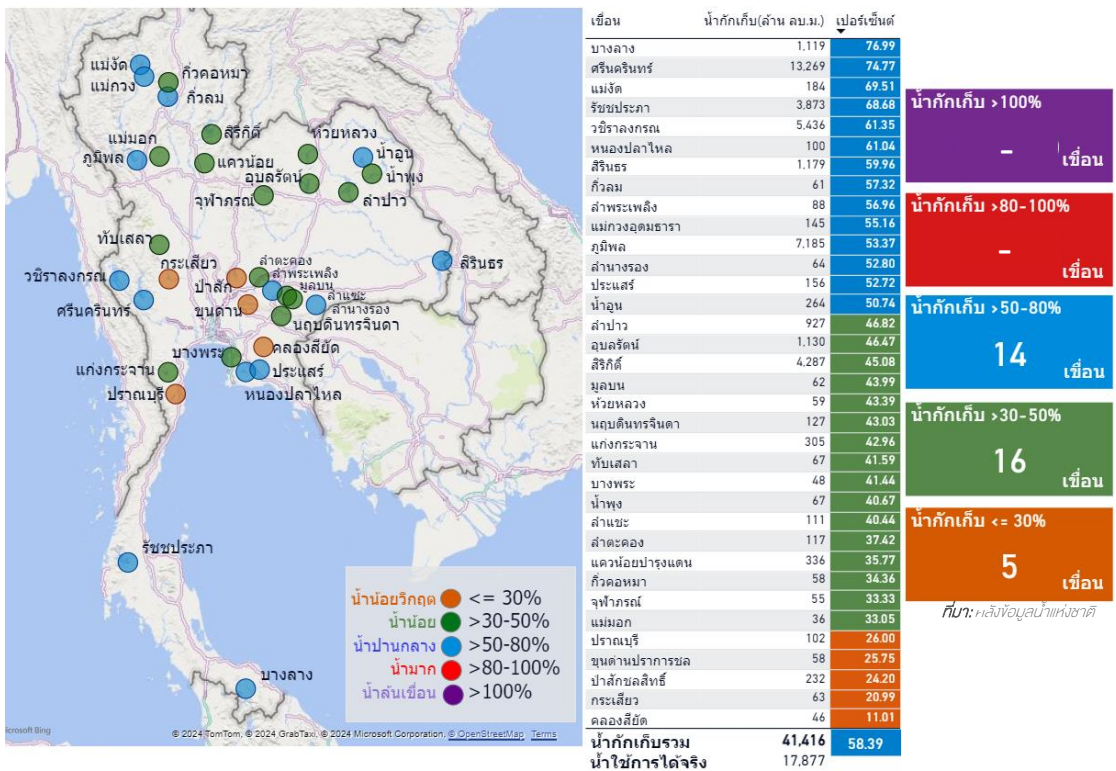 แม่งัด
แม่กวง
กิ่วคอหมา
กิ่วลม
สิริกิติ์
ห้วยหลวง
แม่มอก
ภูมิพล
แควน้อย
น้ำอูน
อุบลรัตน์
น้ำพุง
จุฬาภรณ์
ลำปาว
ทับเสลา
กระเสียว
ลำตะคอง
สิรินธร
วชิราลงกรณ
ป่าสัก
ลำพระเพลิง
มูลบน
ศรีนครินทร์
ขุนด่าน
ลำแชะ
ลำนางรอง
นฤบดินทรจินดา
บางพระ
คลองสียัด
แก่งกระจาน
ประแสร์
ปราณบุรี
หนองปลาไหล
รัชชประภา
บางลาง
น้ำน้อยวิกฤต <= 30%
น้ำน้อย >30-50%
น้ำปานกลาง >50-80%
น้ำมาก >80-100%
น้ำล้นเขื่อน >100%
crosoft Bing
© 2024 TomTom, © 2024 GrabTaxi, © 2024 Microsoft Corporation, © OpenStreetMap Terms
เขื่อน น้ำกักเก็บ(ล้าน ลบ.ม.) เปอร์เซ็นต์
บางลาง 1,119 76.99
ศรีนครินทร์ 13,269 74.77
แม่งัด 184 69.51
รัชชประภา 3,873 68.68
วชิราลงกรณ 5,436 61.35
หนองปลาไหล 100 61.04
สิรินธร 1,179 59.96
กิ่วลม 61 57.32
ลำพระเพลิง 88 56.96
แม่กวงอุดมธารา 145 55.16
ภูมิพล 7,185 53.37
ลำนางรอง 64 52.80
ประแสร์ 156 52.72
น้ำอูน 264 50.74
ลำปาว 927 46.82
อุบลรัตน์ 1,130 46.47
สิริกิติ์ 4,287 45.08
มูลบน 62 43.99
ห้วยหลวง 59 43.39
นฤบดินทรจินดา 127 43.03
แก่งกระจาน 305 42.96
ทับเสลา 67 41.59
บางพระ 48 41.44
น้ำพุง 67 40.67
ลำแชะ 111 40.44
ลำตะคอง 117 37.42
แควน้อยบำรุงแดน 336 35.77
กิ่วคอหมา 58 34.36
จุฬาภรณ์ 55 33.33
แม่มอก 36 33.05
ปราณบุรี 102 26.00
ขุนด่านปราการชล 58 25.75
ป่าสักชลสิทธิ์ 232 24.20
กระเสียว 63 20.99
คลองสียัด 46 11.01
น้ำกักเก็บรวม 41,416 58.39
น้ำใช้การได้จริง 17,877
น้ำกักเก็บ >100%
- เขื่อน
น้ำกักเก็บ >80-100%
- เขื่อน
น้ำกักเก็บ >50-80%
14 เขื่อน
น้ำกักเก็บ >30-50%
16 เขื่อน
น้ำกักเก็บ <= 30%
5 เขื่อน
ที่มา: คลังข้อมูลน้ำแห่งชาติ